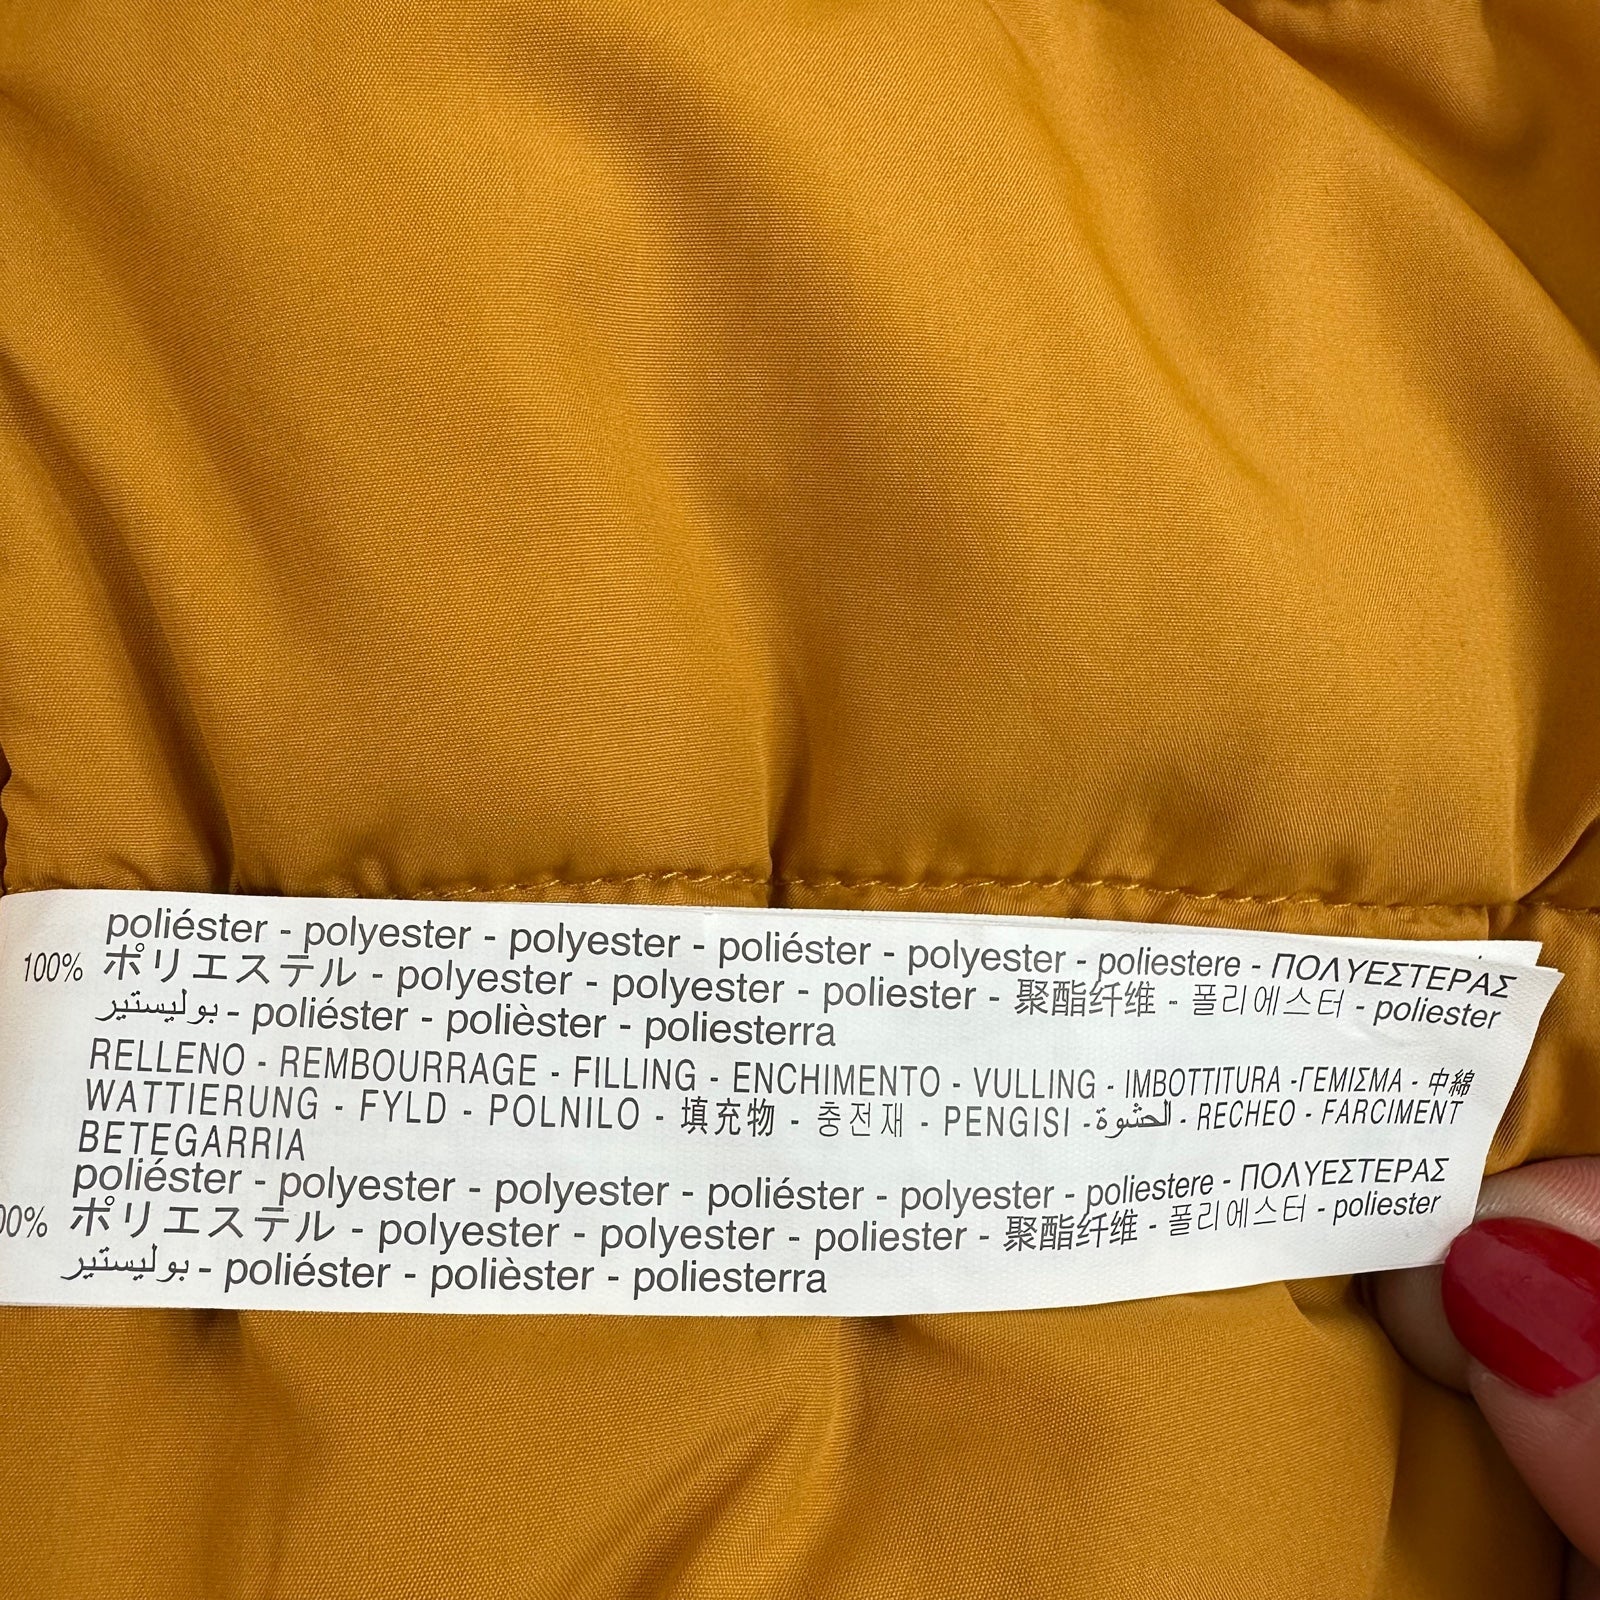 poliéster - polyester - polyester - poliéster - polyester - poliestere - ΠΟΛΥΕΣΤΕΡΑΣ
100% ポリエステル - polyester - polyester - poliester - 聚酯纤维 - 폴리에스터 - poliester
بوليستير - poliéster - polièster - poliesterra
RELLENO - REMBOURRAGE - FILLING - ENCHIMENTO - VULLING - IMBOTTITURA -ΓΕΜΙΣΜΑ - 中綿
WATTIERUNG - FYLD - POLNILO - 填充物 - 충전재 - PENGISI -الحشوة - RECHEO - FARCIMENT
BETEGARRIA
poliéster - polyester - polyester - poliéster - polyester - poliestere - ΠΟΛΥΕΣΤΕΡΑΣ
00% ポリエステル - polyester - polyester - poliester - 聚酯纤维 - 폴리에스터 - poliester
بوليستير - poliéster - polièster - poliesterra